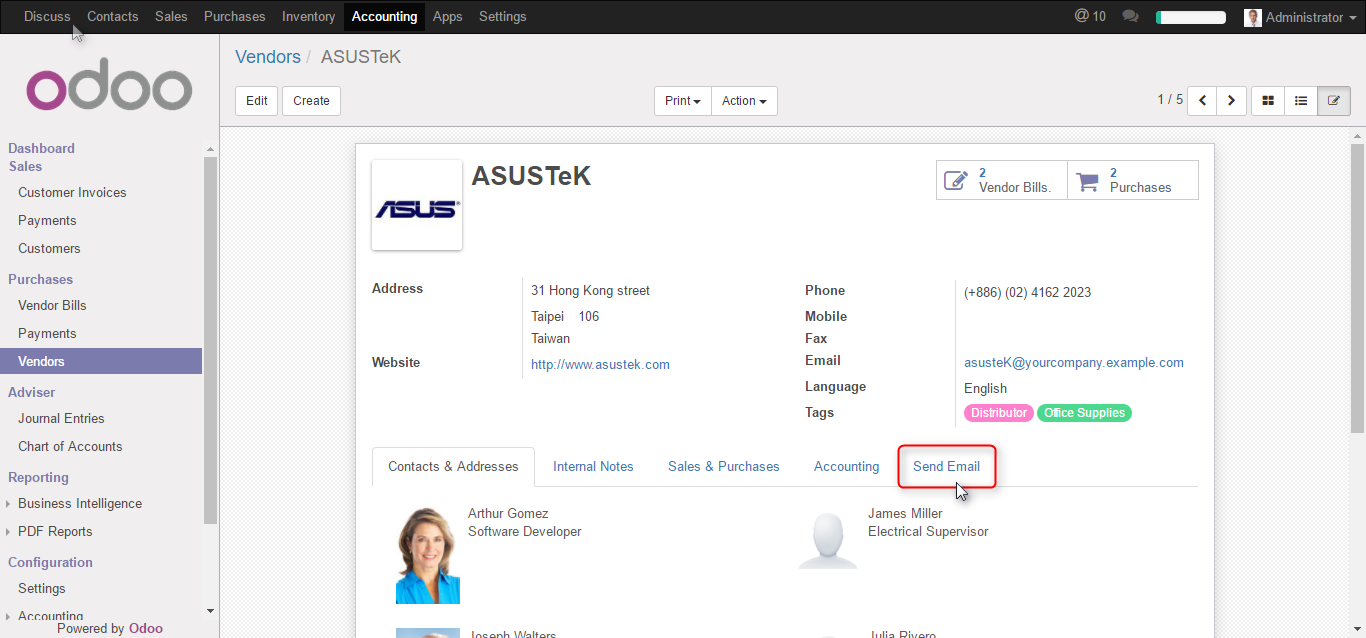 Discuss Contacts Sales Purchases Inventory Accounting Apps Settings @ 10 Administrator
odoo
Dashboard
Sales
Customer Invoices
Payments
Customers
Purchases
Vendor Bills
Payments
Vendors
Adviser
Journal Entries
Chart of Accounts
Reporting
Business Intelligence
PDF Reports
Configuration
Settings
Accounting
Powered by Odoo
Vendors / ASUSTeK
Edit Create Print Action 1 / 5
ASUS
ASUSTeK
2 Vendor Bills.
2 Purchases
Address 31 Hong Kong street
Taipei 106
Taiwan
Website http://www.asustek.com
Phone (+886) (02) 4162 2023
Mobile
Fax
Email asusteK@yourcompany.example.com
Language English
Tags Distributor Office Supplies
Contacts & Addresses Internal Notes Sales & Purchases Accounting Send Email
Arthur Gomez
Software Developer
James Miller
Electrical Supervisor
Joseph Walters
Julia Rivero